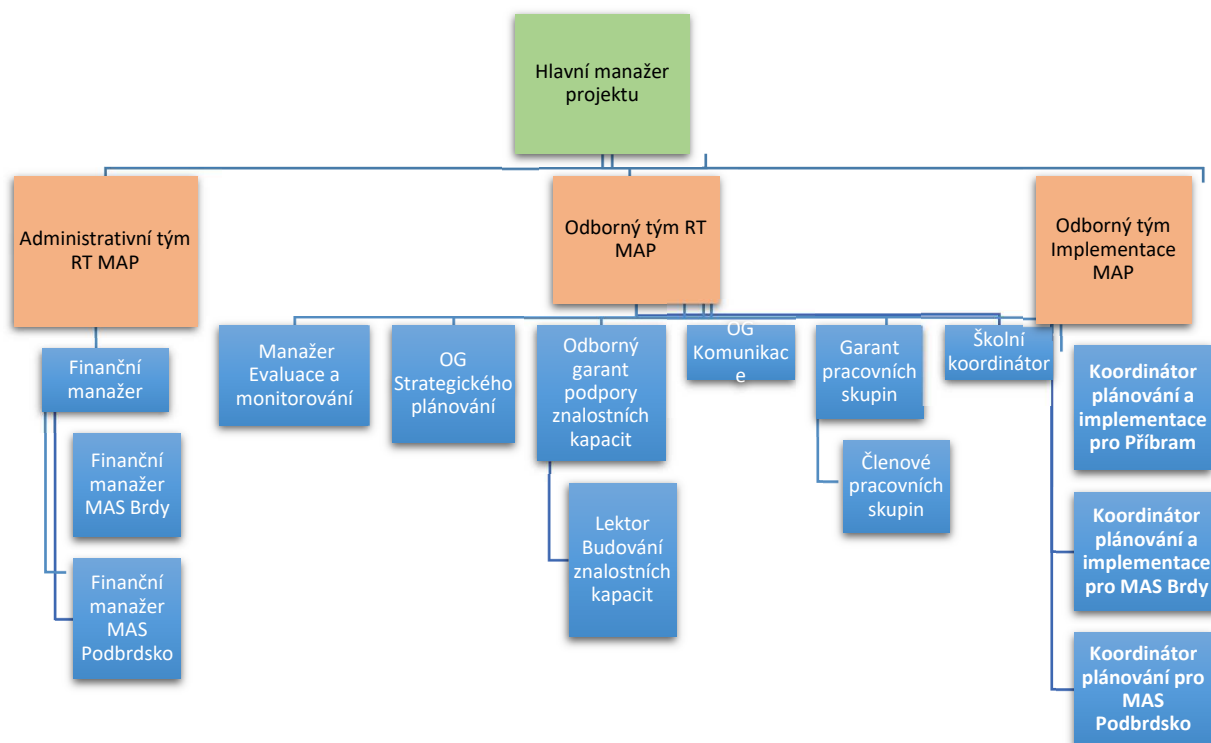 Hlavní manažer
projektu
Administrativní tým
RT MAP
Odborný tým RT
MAP
Odborný tým
Implementace
MAP
Finanční
manažer
Finanční
manažer
MAS Brdy
Finanční
manažer
MAS
Podbrdsko
Manažer
Evaluace a
monitorování
OG
Strategického
plánování
Odborný
garant
podpory
znalostních
kapacit
Lektor
Budování
znalostních
kapacit
OG
Komunikac
e
Garant
pracovních
skupin
Členové
pracovních
skupin
Školní
koordinátor
Koordinátor
plánování a
implementace
pro Příbram
Koordinátor
plánování a
implementace
pro MAS Brdy
Koordinátor
plánování pro
MAS
Podbrdsko